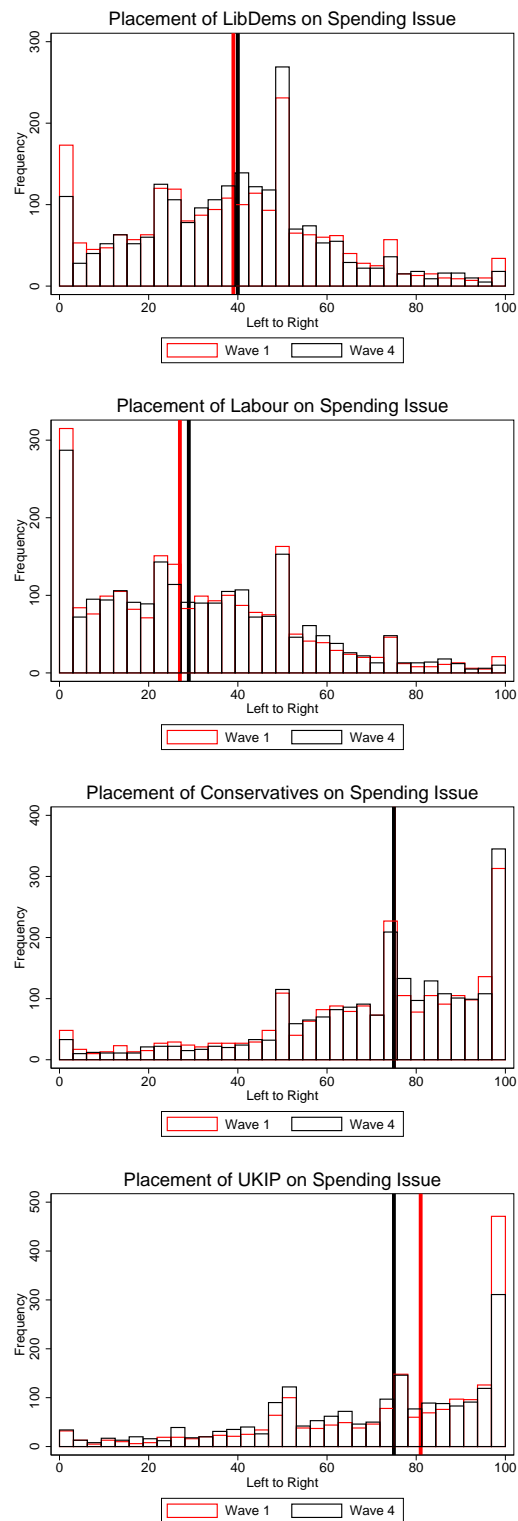 Placement of LibDems on Spending Issue
300
200
100
0
Frequency
0 20 40 60 80 100
Left to Right
Wave 1 Wave 4
Placement of Labour on Spending Issue
300
200
100
0
Frequency
0 20 40 60 80 100
Left to Right
Wave 1 Wave 4
Placement of Conservatives on Spending Issue
400
300
200
100
0
Frequency
0 20 40 60 80 100
Left to Right
Wave 1 Wave 4
Placement of UKIP on Spending Issue
500
400
300
200
100
0
Frequency
0 20 40 60 80 100
Left to Right
Wave 1 Wave 4